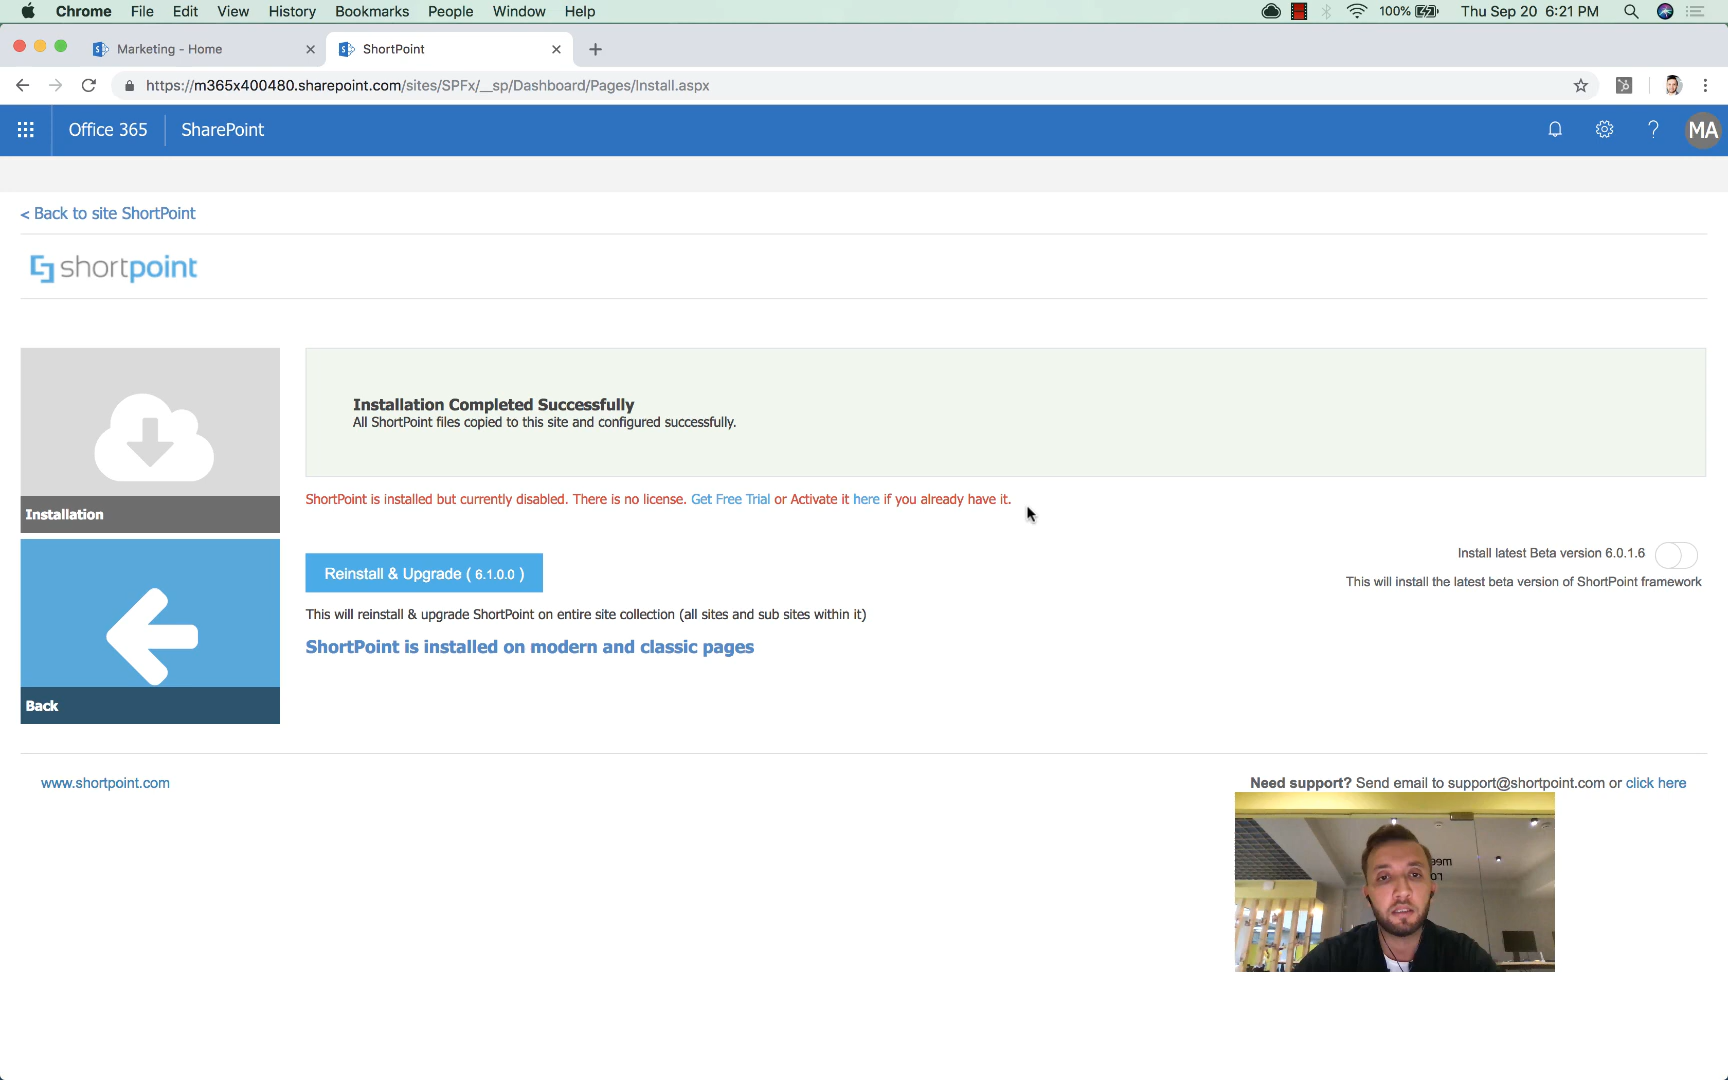 Chrome File Edit View History Bookmarks People Window Help 100% Thu Sep 20 6:21 PM
Marketing - Home ShortPoint
https://m365x400480.sharepoint.com/sites/SPFx/__sp/Dashboard/Pages/Install.aspx
Office 365 SharePoint ? MA
< Back to site ShortPoint
shortpoint
Installation Completed Successfully
All ShortPoint files copied to this site and configured successfully.
Installation
ShortPoint is installed but currently disabled. There is no license. Get Free Trial or Activate it here if you already have it.
Install latest Beta version 6.0.1.6
Reinstall & Upgrade ( 6.1.0.0 )
This will install the latest beta version of ShortPoint framework
This will reinstall & upgrade ShortPoint on entire site collection (all sites and sub sites within it)
ShortPoint is installed on modern and classic pages
Back
www.shortpoint.com
Need support? Send email to support@shortpoint.com or click here